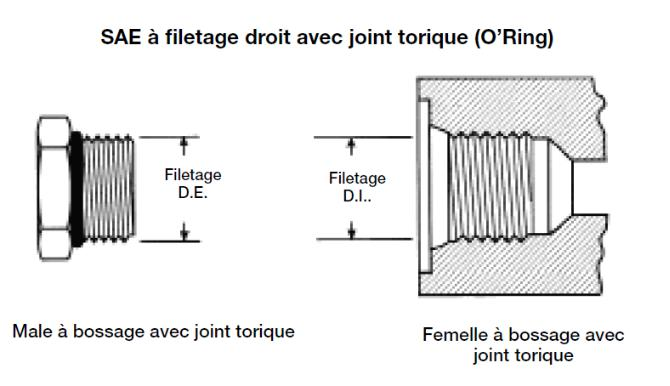 SAE à filetage droit avec joint torique (O'Ring)
Filetage
D.E.
Filetage
D.I..
Male à bossage avec joint torique
Femelle à bossage avec
joint torique